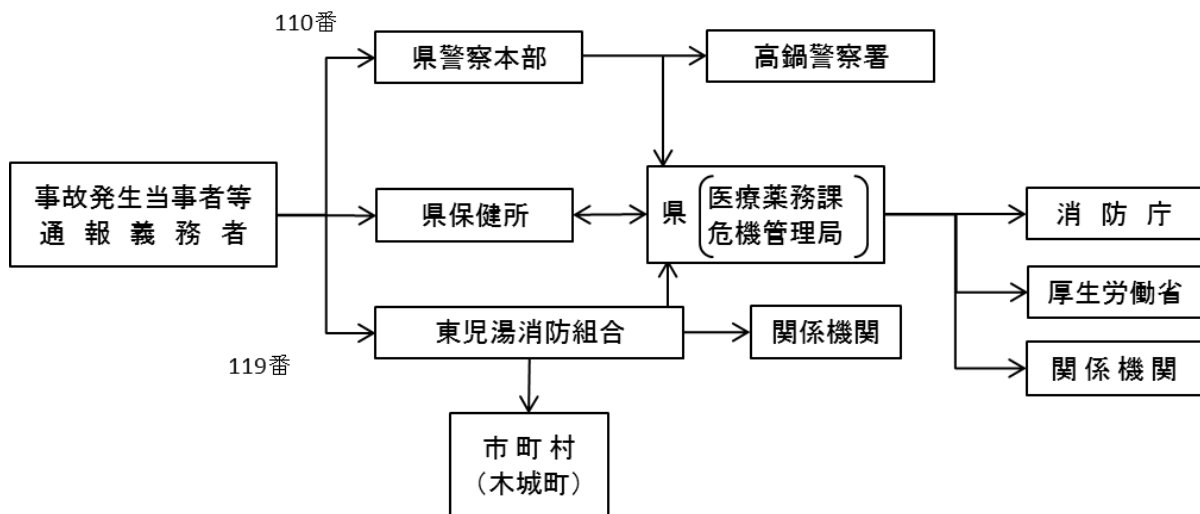 110番
県警察本部
高鍋警察署
事故発生当事者等
通報義務者
県保健所
県
医療薬務課
危機管理局
消防庁
厚生労働省
関係機関
東児湯消防組合
関係機関
119番
市町村
（木城町）